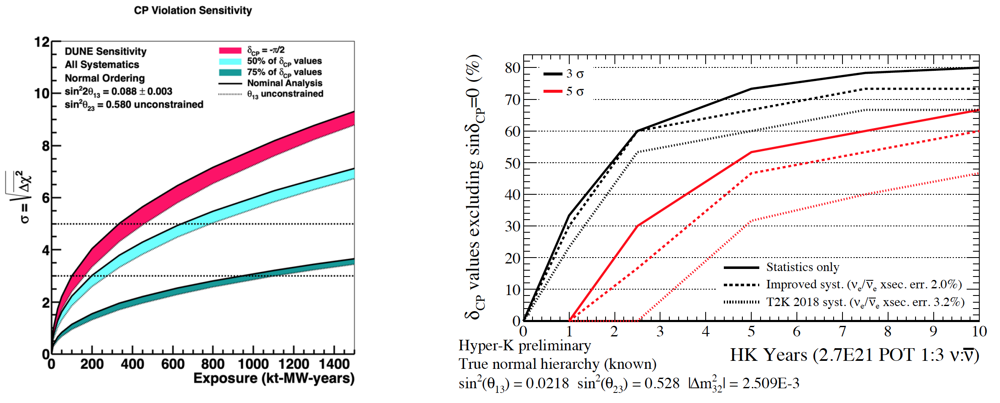 CP Violation Sensitivity
12
10
8
6
4
2
0
σ = √Δχ²
DUNE Sensitivity
All Systematics
Normal Ordering
sin²2θ₁₃ = 0.088 ± 0.003
sin²θ₂₃ = 0.580 unconstrained
δCP = -π/2
50% of δCP values
75% of δCP values
Nominal Analysis
θ₁₃ unconstrained
0 200 400 600 800 1000 1200 1400
Exposure (kt-MW-years)
δCP values excluding sinδCP=0 (%)
80
70
60
50
40
30
20
10
0
3 σ
5 σ
Statistics only
Improved syst. (νe/ν̅e xsec. err. 2.0%)
T2K 2018 syst. (νe/ν̅e xsec. err. 3.2%)
0 1 2 3 4 5 6 7 8 9 10
HK Years (2.7E21 POT 1:3 ν:ν̅)
Hyper-K preliminary
True normal hierarchy (known)
sin²(θ₁₃) = 0.0218 sin²(θ₂₃) = 0.528 |Δm²₃₂| = 2.509E-3